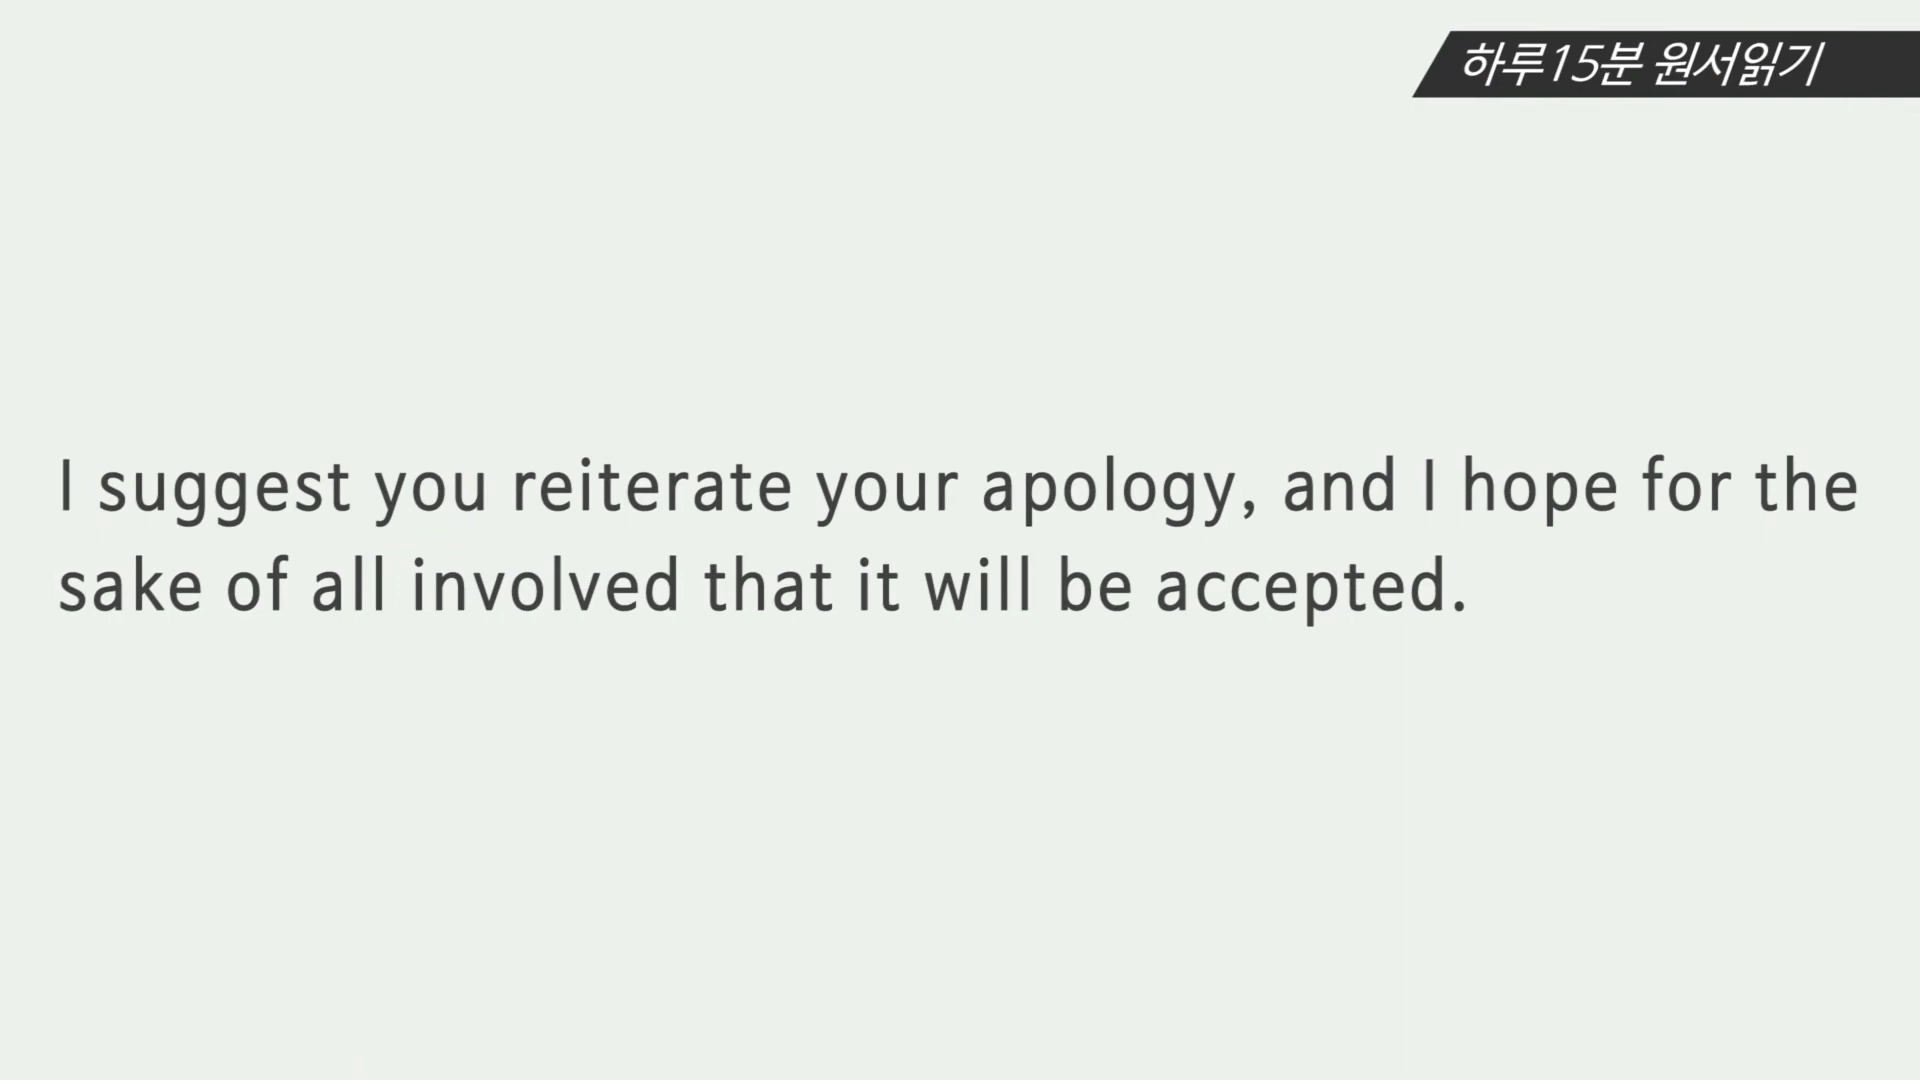 하루15분 원서읽기
I suggest you reiterate your apology, and I hope for the
sake of all involved that it will be accepted.